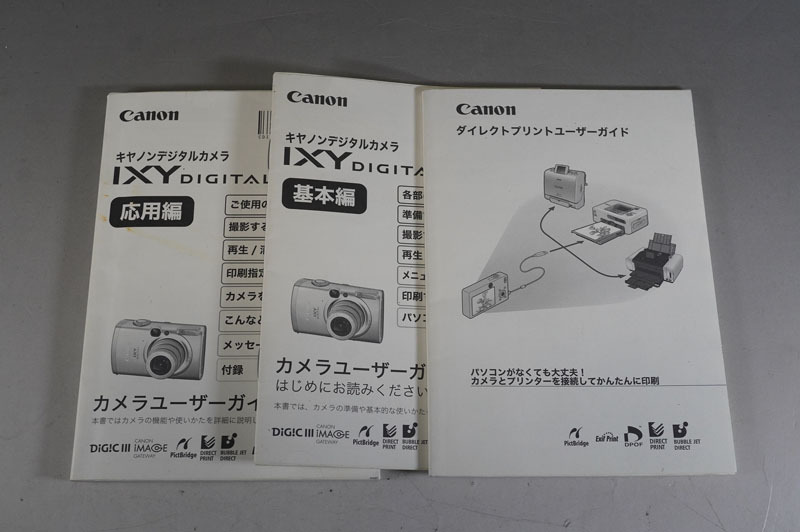 Canon
キヤノンデジタルカメラ
IXY DIGITAL
応用編
ご使用の
撮影する
再生/消
印刷指定
カメラを
こんなと
メッセー
付録
カメラユーザーガイ
本書ではカメラの機能や使いかたを詳細に説明し
DIGIC III
CANON
iMAGE
GATEWAY
PictBridge
DIRECT
PRINT
BUBBLE JET
DIRECT
Canon
キヤノンデジタルカメラ
IXY DIGITA
基本編
各部
準備
撮影
再生
メニュ
印刷
パソコ
カメラユーザーガ
はじめにお読みください
本書では、カメラの準備や基本的な使いかた
DIGIC III
CANON
iMAGE
GATEWAY
PictBridge
DIRECT
PRINT
BUBB
DIREC
Canon
ダイレクトプリントユーザーガイド
パソコンがなくても大丈夫!
カメラとプリンターを接続してかんたんに印刷
PictBridge
Exif Print
DPOF
DIRECT
PRINT
BUBBLE JET
DIRECT